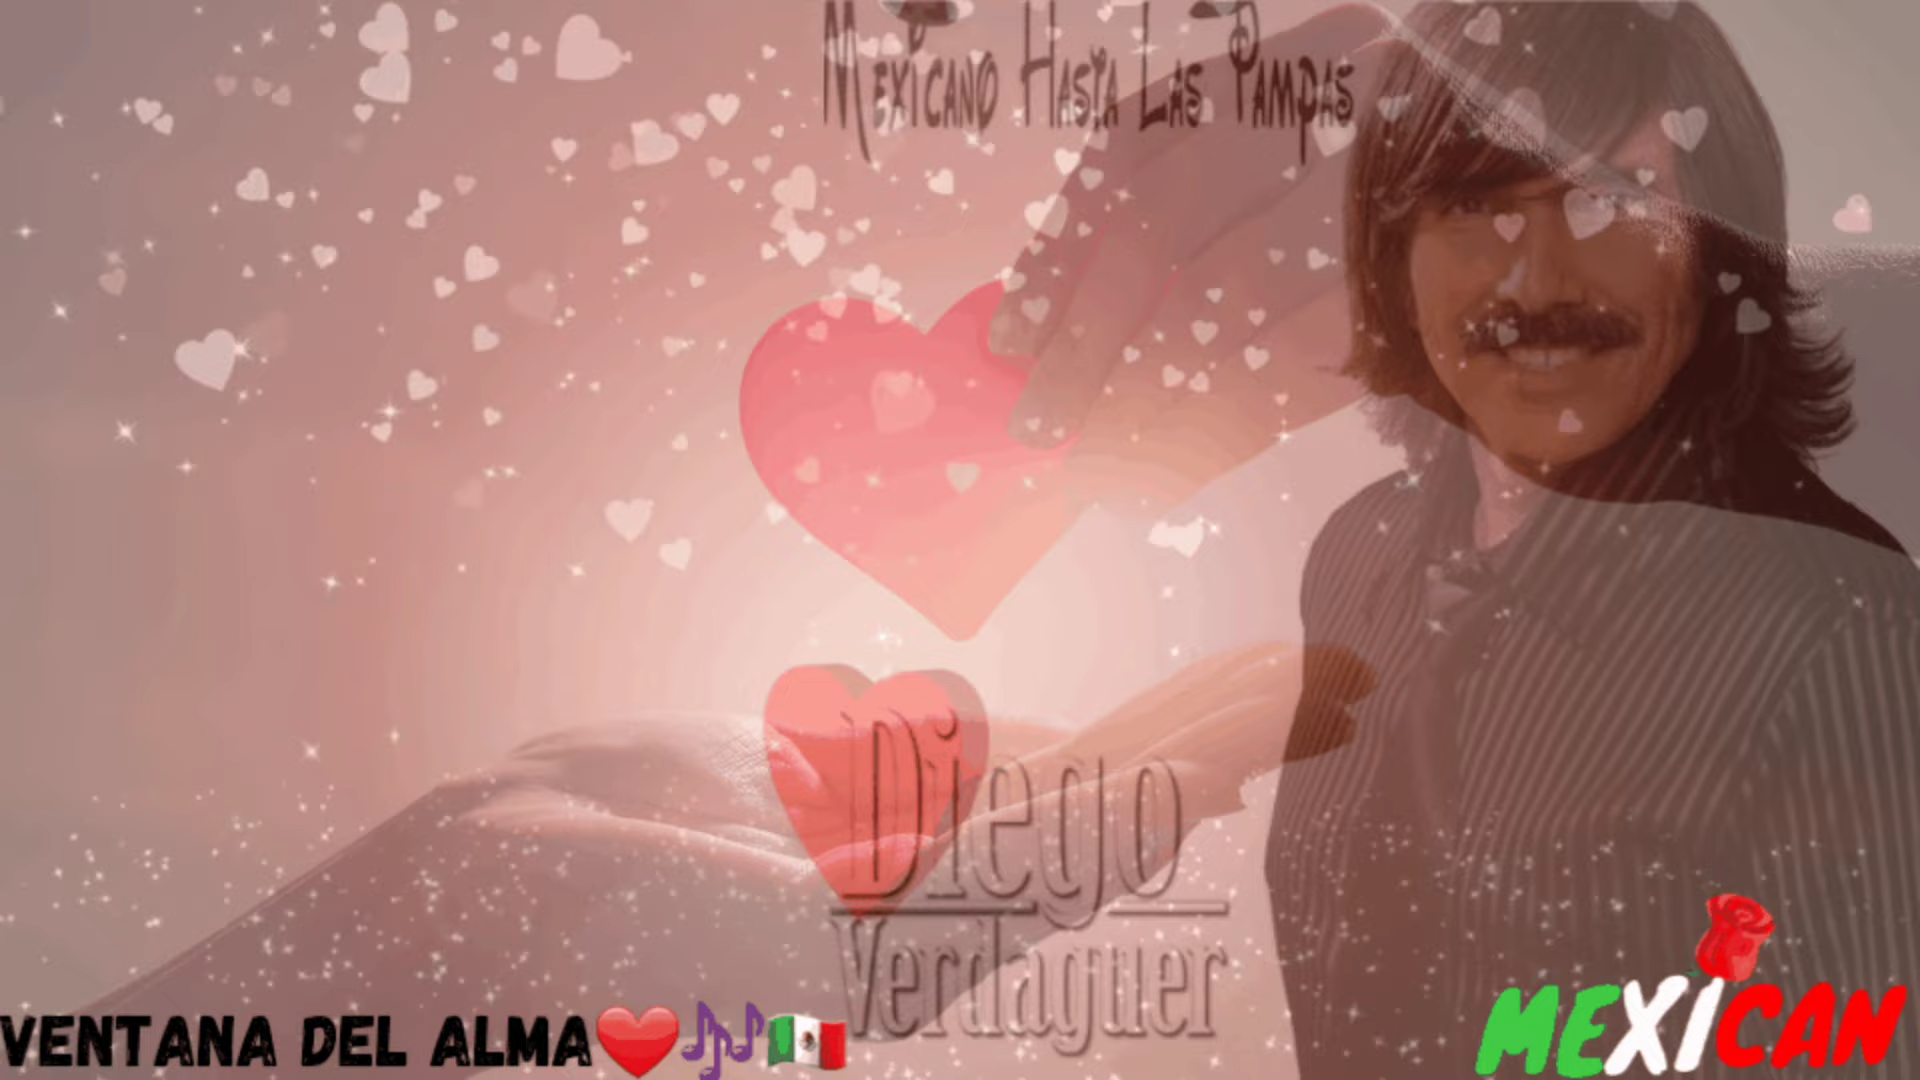 Mexicano Hasta Las Pampas
Diego
Verdaguer
VENTANA DEL ALMA❤️🎶🇲🇽
MEXICAN